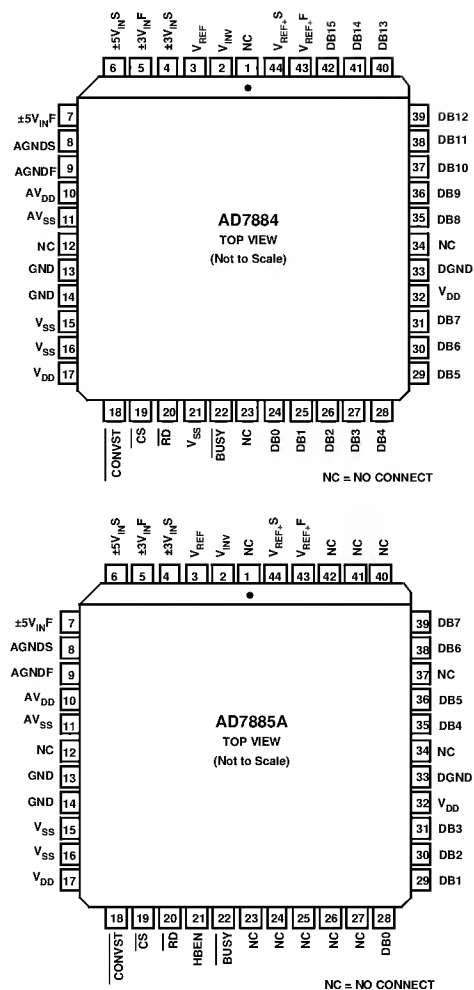 ±5VINS
±3VINF
±3VINS
VREF
VINV
NC
VREF+S
VREF+F
DB15
DB14
DB13
6 5 4 3 2 1 44 43 42 41 40
±5VINF 7
AGNDS 8
AGNDF 9
AVDD 10
AVSS 11
NC 12
GND 13
GND 14
VSS 15
VSS 16
VDD 17
AD7884
TOP VIEW
(Not to Scale)
39 DB12
38 DB11
37 DB10
36 DB9
35 DB8
34 NC
33 DGND
32 VDD
31 DB7
30 DB6
29 DB5
18 19 20 21 22 23 24 25 26 27 28
CONVST
CS
RD
VSS
BUSY
NC
DB0
DB1
DB2
DB3
DB4
NC = NO CONNECT
±5VINS
±3VINF
±3VINS
VREF
VINV
NC
VREF+S
VREF+F
NC
NC
NC
6 5 4 3 2 1 44 43 42 41 40
±5VINF 7
AGNDS 8
AGNDF 9
AVDD 10
AVSS 11
NC 12
GND 13
GND 14
VSS 15
VSS 16
VDD 17
AD7885A
TOP VIEW
(Not to Scale)
39 DB7
38 DB6
37 NC
36 DB5
35 DB4
34 NC
33 DGND
32 VDD
31 DB3
30 DB2
29 DB1
18 19 20 21 22 23 24 25 26 27 28
CONVST
CS
RD
HBEN
BUSY
NC
NC
NC
NC
NC
DB0
NC = NO CONNECT